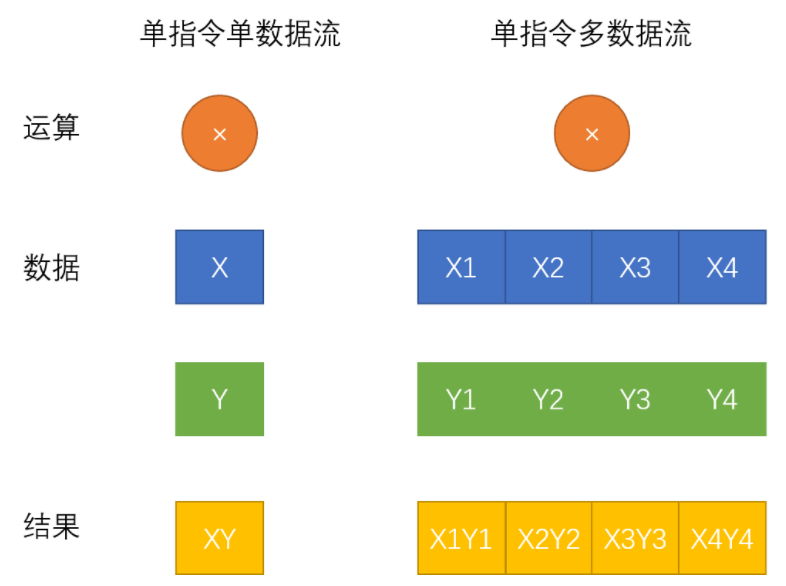 单指令单数据流 单指令多数据流
运算 × ×
数据 X X1 X2 X3 X4
Y Y1 Y2 Y3 Y4
结果 XY X1Y1 X2Y2 X3Y3 X4Y4